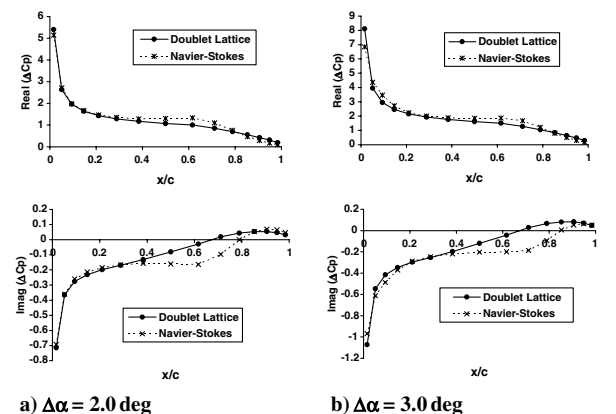 6
5
4
3
2
1
0
Real (ΔCp)
Doublet Lattice
Navier-Stokes
0 0.2 0.4 0.6 0.8 1
x/c
9
8
7
6
5
4
3
2
1
0
Real (ΔCp)
Doublet Lattice
Navier-Stokes
0 0.2 0.4 0.6 0.8 1
x/c
0.2
0.1
0
-0.1
-0.2
-0.3
-0.4
-0.5
-0.6
-0.7
-0.8
Imag (ΔCp)
0.2 0.4 0.6 0.8 1
Doublet Lattice
Navier-Stokes
x/c
0.2
0
-0.2
-0.4
-0.6
-0.8
-1
-1.2
Imag (ΔCp)
0 0.2 0.4 0.6 0.8 1
Doublet Lattice
Navier-Stokes
x/c
a) Δα = 2.0 deg
b) Δα = 3.0 deg